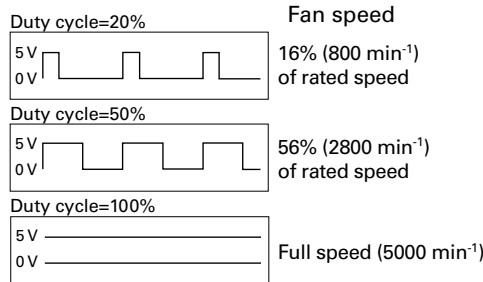 Fan speed
Duty cycle=20%
5 V
0 V
16% (800 min⁻¹)
of rated speed
Duty cycle=50%
5 V
0 V
56% (2800 min⁻¹)
of rated speed
Duty cycle=100%
5 V
0 V
Full speed (5000 min⁻¹)